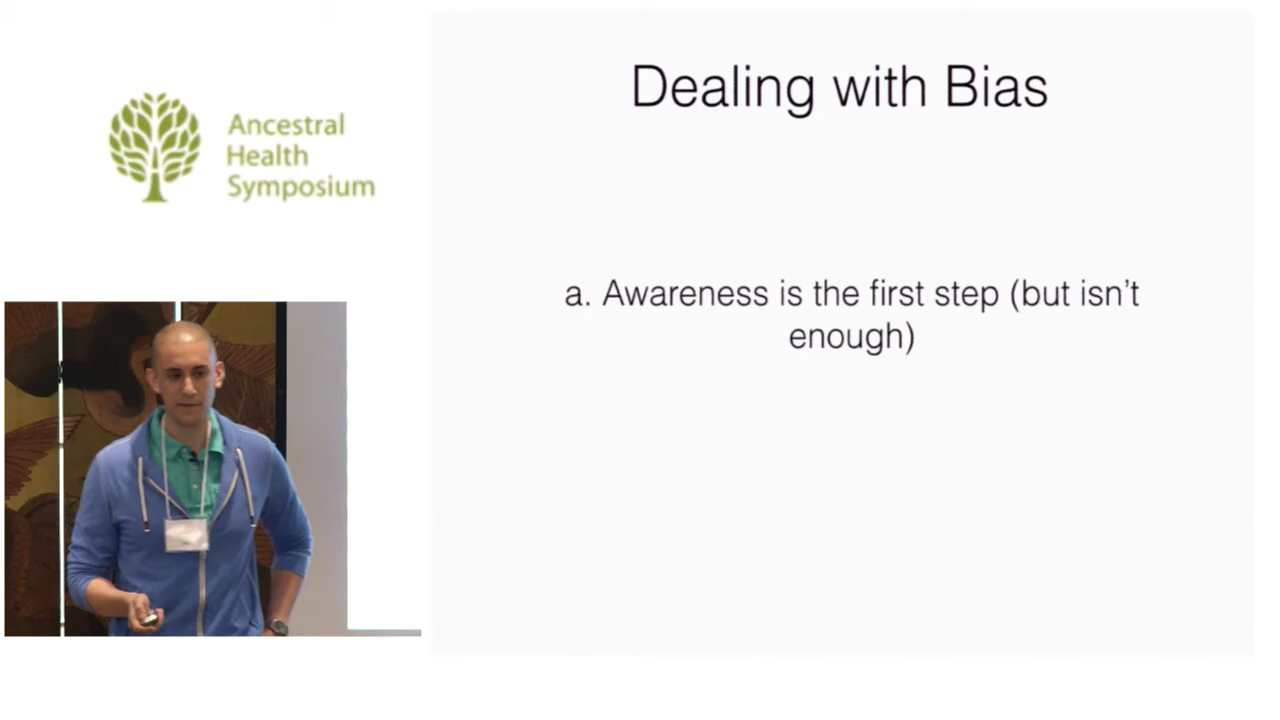 Ancestral
Health
Symposium
Dealing with Bias
a. Awareness is the first step (but isn't
enough)